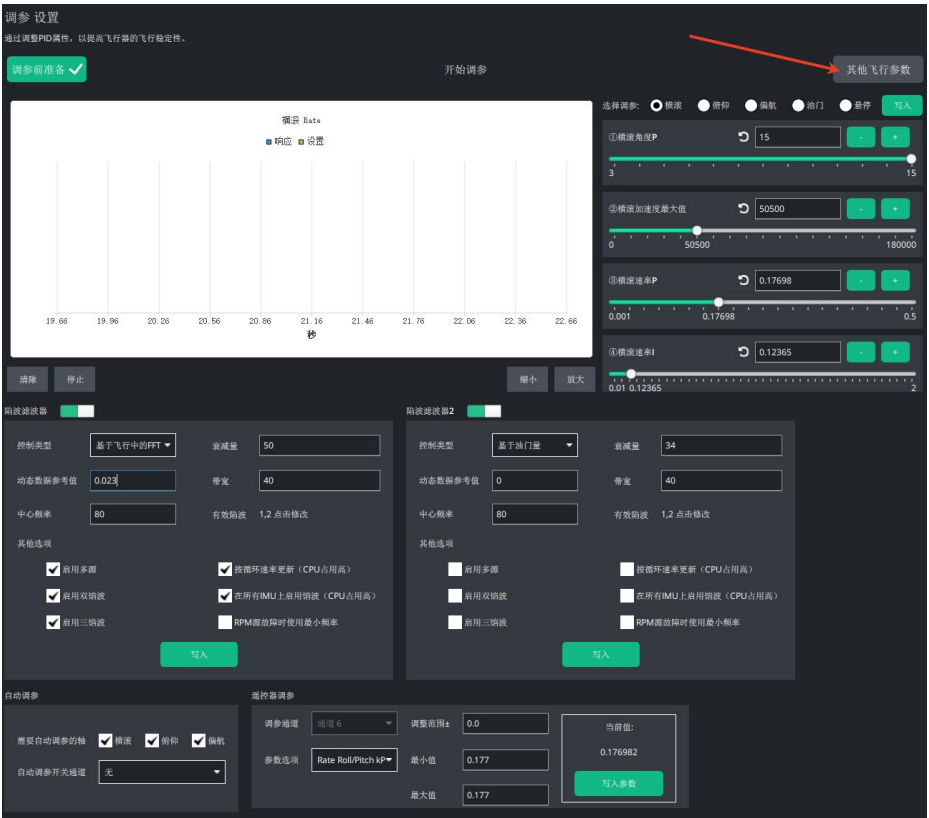 调参 设置
通过调整PID属性，以提高飞行器的飞行稳定性。
调参前准备 开始调参 其他飞行参数
选择调参: 横滚 俯仰 偏航 油门 悬停 写入
横滚 Rate
响应 设置
19.66 19.96 20.26 20.56 20.86 21.16 21.46 21.76 22.06 22.36 22.66
秒
清除 停止 缩小 放大
①横滚角度P 15 - +
3 15
②横滚加速度最大值 50500 - +
0 50500 180000
③横滚速率P 0.17698 - +
0.001 0.17698 0.5
④横滚速率I 0.12365 - +
0.01 0.12365 2
陷波滤波器
控制类型 基于飞行中的FFT 衰减量 50
动态数据参考值 0.023 带宽 40
中心频率 80 有效陷波 1,2 点击修改
其他选项
启用多源 按循环速率更新（CPU占用高）
启用双陷波 在所有IMU上启用陷波（CPU占用高）
启用三陷波 RPM源故障时使用最小频率
写入
陷波滤波器2
控制类型 基于油门量 衰减量 34
动态数据参考值 0 带宽 40
中心频率 80 有效陷波 1,2 点击修改
其他选项
启用多源 按循环速率更新（CPU占用高）
启用双陷波 在所有IMU上启用陷波（CPU占用高）
启用三陷波 RPM源故障时使用最小频率
写入
自动调参
需要自动调参的轴 横滚 俯仰 偏航
自动调参开关通道 无
遥控器调参
调参通道 通道 6 调整范围± 0.0
参数选项 Rate Roll/Pitch kP 最小值 0.177
最大值 0.177
当前值:
0.176982
写入参数